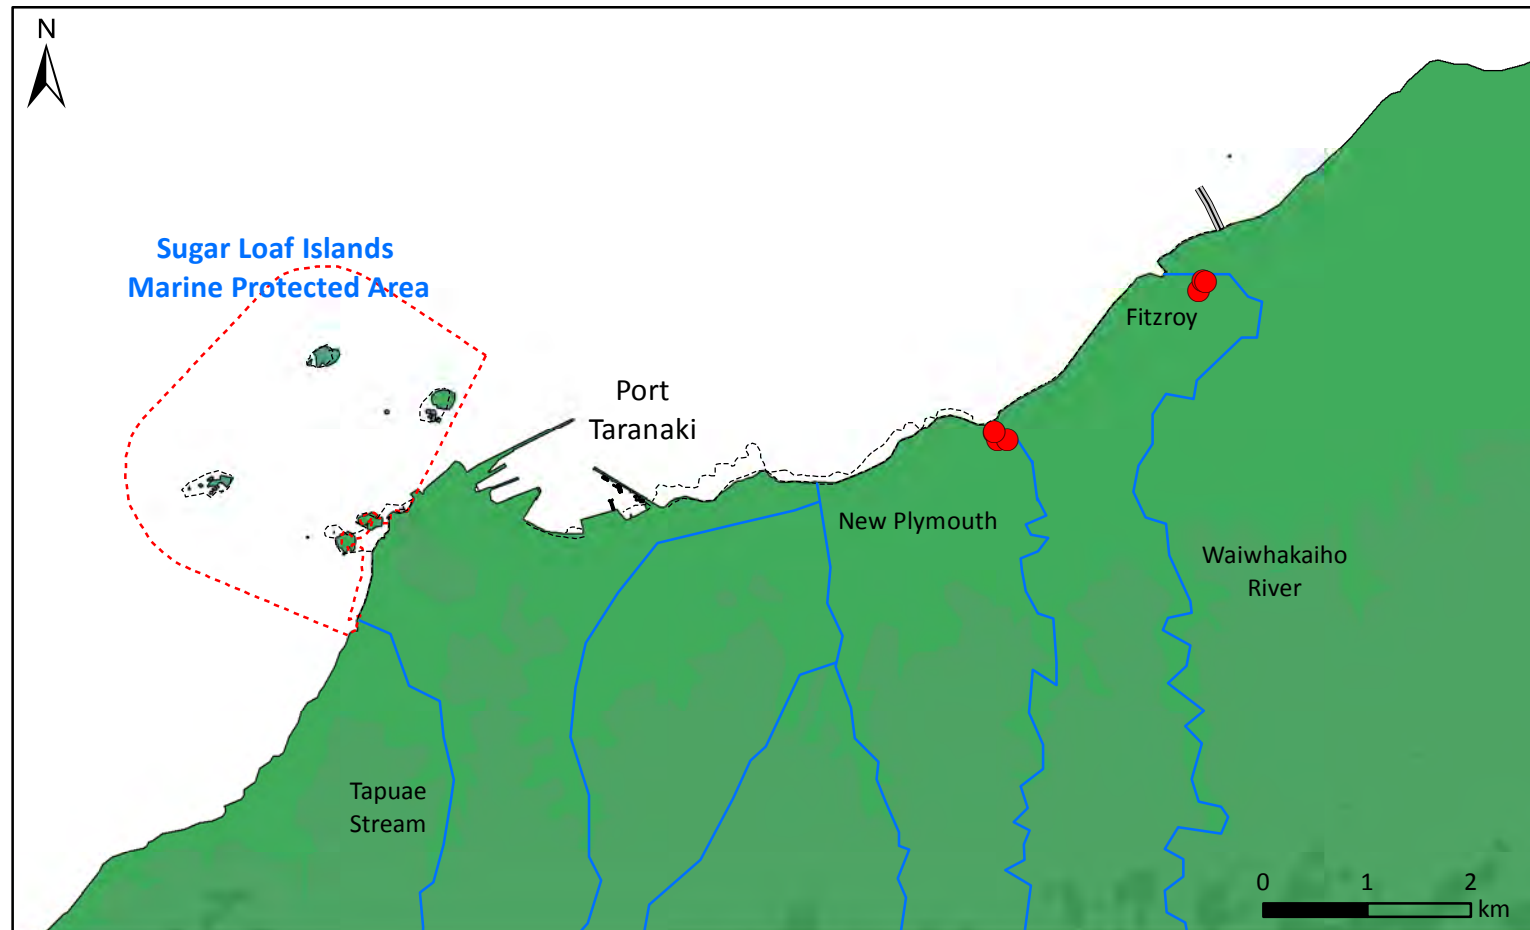 N
Sugar Loaf Islands
Marine Protected Area
Port
Taranaki
Fitzroy
New Plymouth
Waiwhakaiho
River
Tapuae
Stream
0 1 2
km